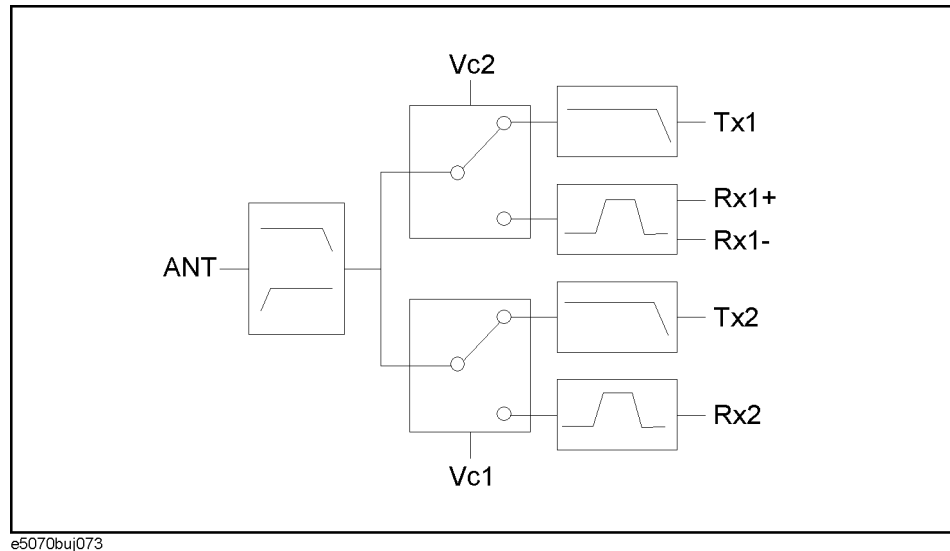 Vc2
Tx1
Rx1+
Rx1-
ANT
Tx2
Rx2
Vc1
e5070buj073